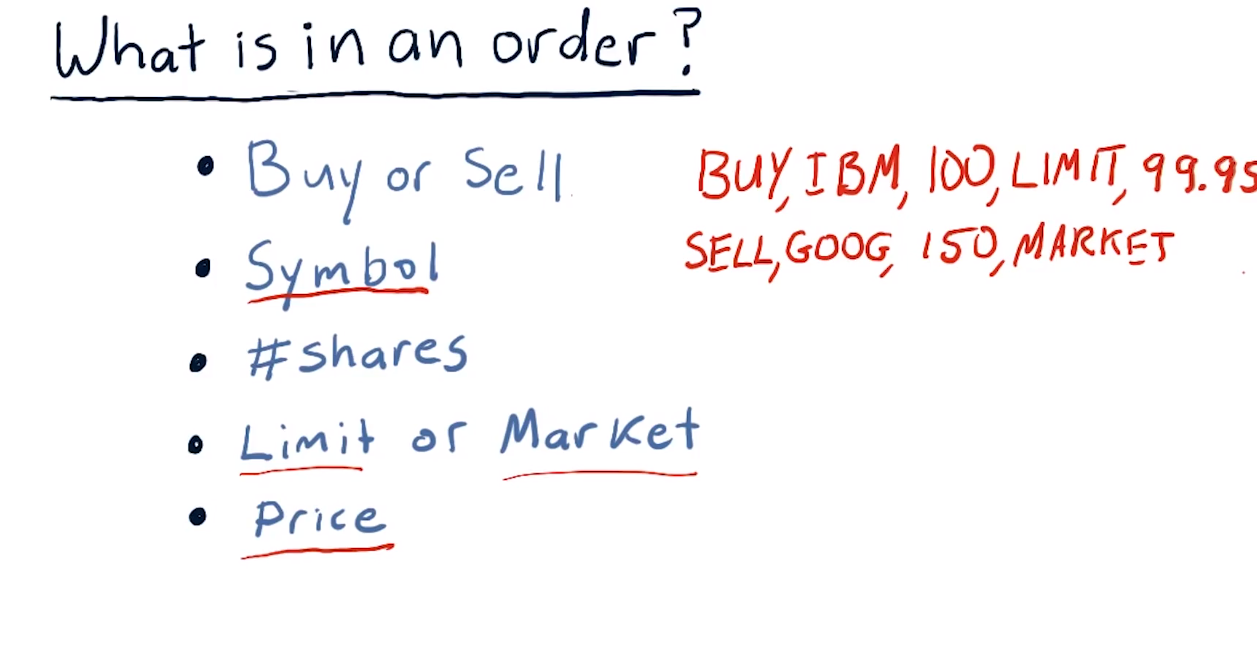 What is in an order?
• Buy or Sell
• Symbol
• #shares
• Limit or Market
• Price
BUY, IBM, 100, LIMIT, 99.95
SELL, GOOG, 150, MARKET